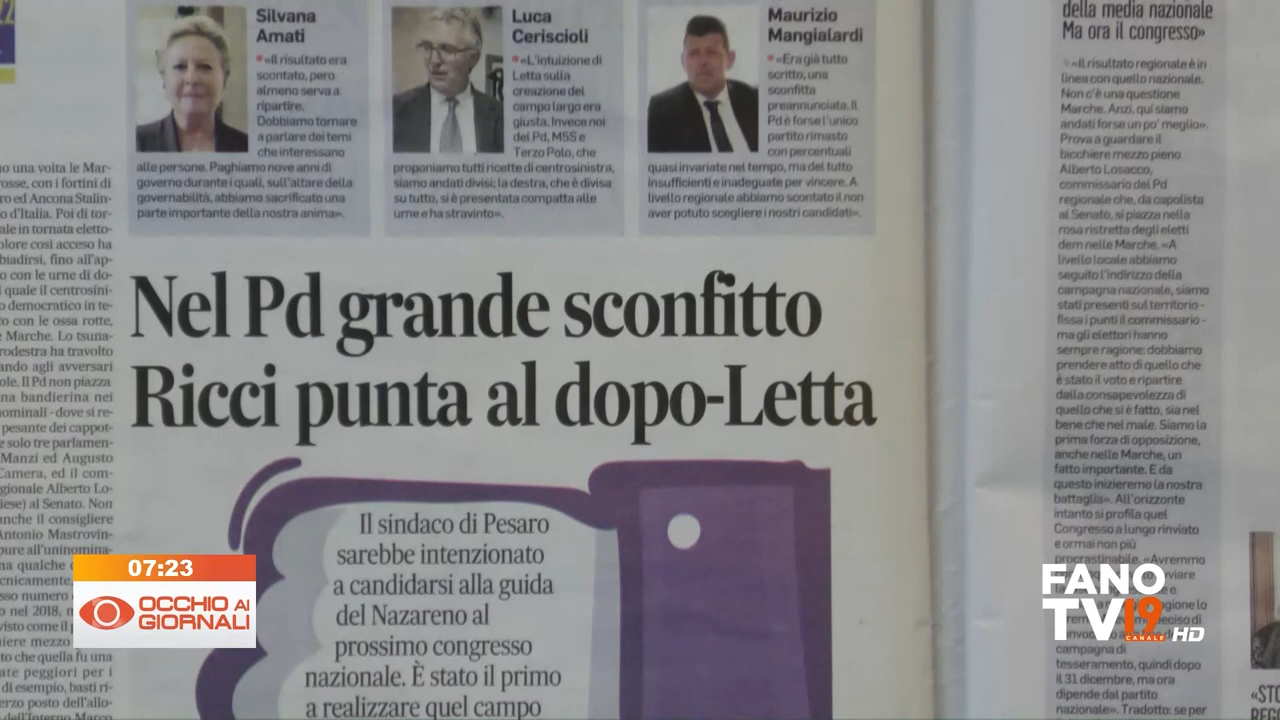 Silvana
Amati
«Il risultato era
scontato, pero
almeno serva a
ripartire.
Dobbiamo tornare
a parlare dei temi
che interessano
alle persone. Paghiamo nove anni di
governo durante i quali, sull'altare della
governabilità, abbiamo sacrificato una
parte importante della nostra anima».
Luca
Ceriscioli
«L'intuizione di
Letta sulla
creazione del
campo largo era
giusta. Invece noi
del Pd, M5S e
Terzo Polo, che
proponiamo tutti ricette di centrosinistra,
siamo andati divisi; la destra, che è divisa
su tutto, si è presentata compatta alle
urne e ha stravinto».
Maurizio
Mangialardi
«Era già tutto
scritto, una
sconfitta
preannunciata. Il
Pd è forse l'unico
partito rimasto
con percentuali
quasi invariate nel tempo, ma del tutto
insufficienti e inadeguate per vincere. A
livello regionale abbiamo scontato il non
aver potuto scegliere i nostri candidati».
Nel Pd grande sconfitto
Ricci punta al dopo-Letta
Il sindaco di Pesaro
sarebbe intenzionato
a candidarsi alla guida
del Nazareno al
prossimo congresso
nazionale. È stato il primo
a realizzare quel campo
della media nazionale
Ma ora il congresso»
«Il risultato regionale è in
linea con quello nazionale.
Non c'è una questione
Marche. Anzi, qui siamo
andati forse un po' meglio».
Prova a guardare il
bicchiere mezzo pieno
Alberto Losacco,
commissario del Pd
regionale che, da capolista
al Senato, si piazza nella
rosa ristretta degli eletti
dem nelle Marche. «A
livello locale abbiamo
seguito l'indirizzo della
campagna nazionale, siamo
stati presenti sul territorio -
fissa i punti il commissario -
ma gli elettori hanno
sempre ragione: dobbiamo
prendere atto di quello che
è stato il voto e ripartire
dalla consapevolezza di
quello che si è fatto, sia nel
bene che nel male. Siamo la
prima forza di opposizione,
anche nelle Marche, un
fatto importante. E da
questo inizieremo la nostra
battaglia». All'orizzonte
intanto si profila quel
Congresso a lungo rinviato
e ormai non più
procrastinabile. «Avremmo
campagna di
tesseramento, quindi dopo
il 31 dicembre, ma ora
dipende dal partito
nazionale». Tradotto: se per
07:23
OCCHIO AI
GIORNALI
FANO
TV19
CANALE
HD